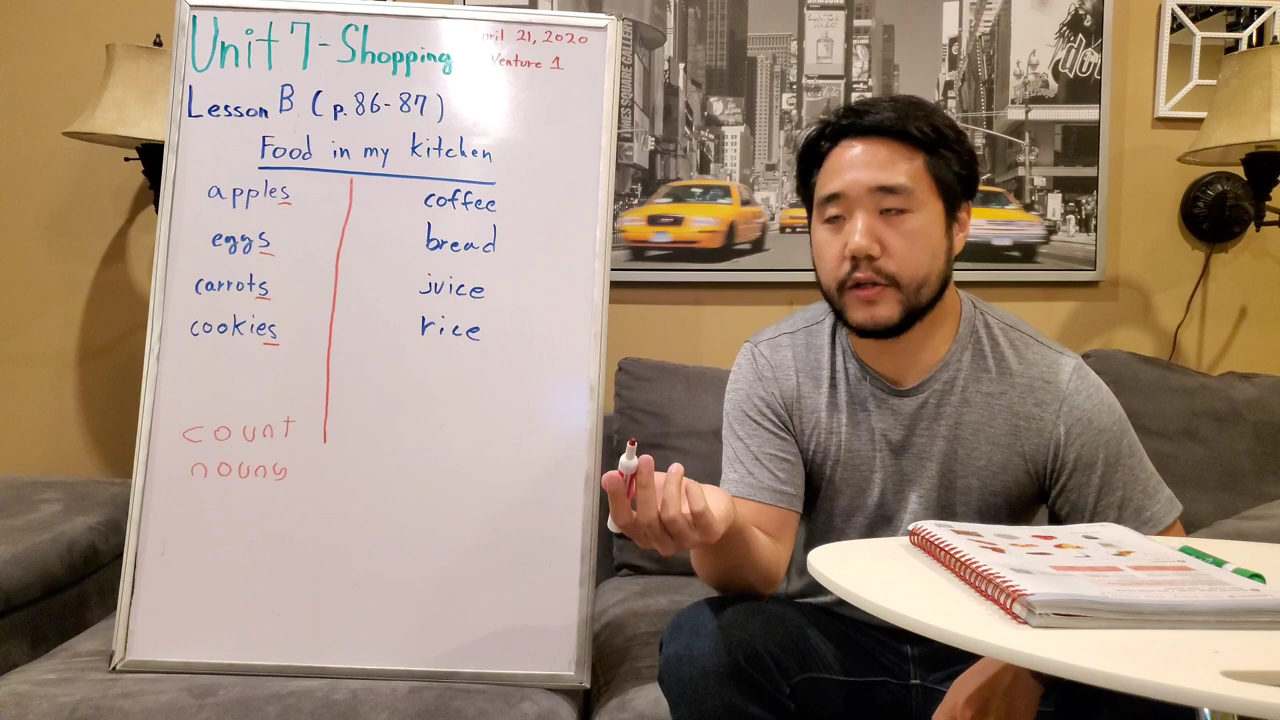 Unit 7 - Shopping
21, 2020
Venture 1
Lesson B (p. 86-87)
Food in my kitchen
apples coffee
eggs bread
carrots juice
cookies rice
count
nouns